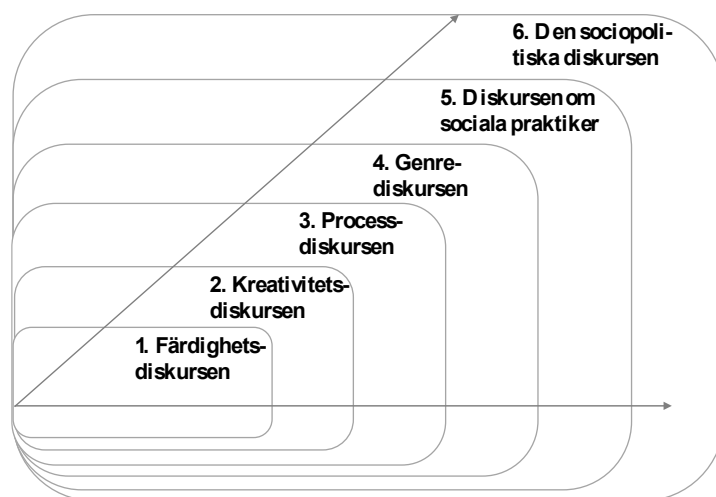 6. Den sociopoli-
tiska diskursen
5. Diskursen om
sociala praktiker
4. Genre-
diskursen
3. Process-
diskursen
2. Kreativitets-
diskursen
1. Färdighets-
diskursen